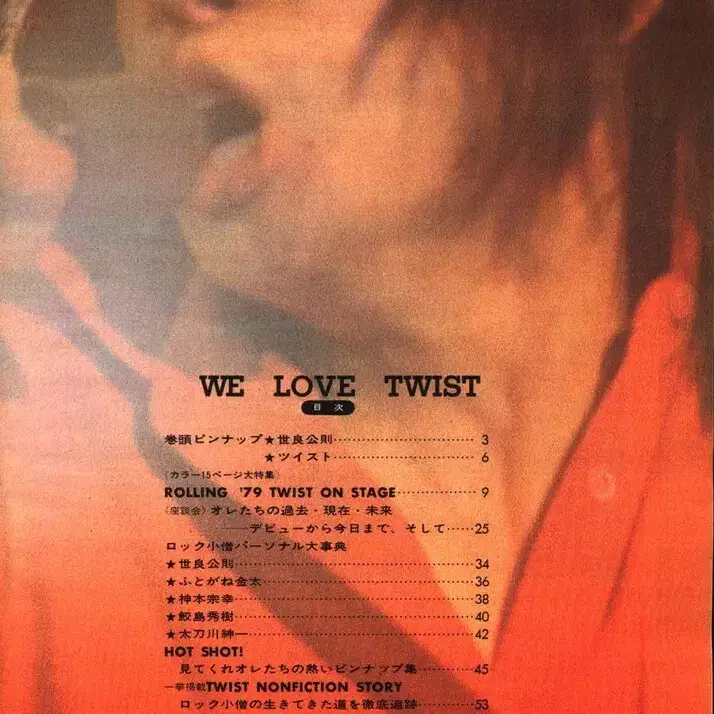 WE LOVE TWIST
目次
巻頭ピンナップ★世良公則…………………………3
★ツイスト…………………………6
〈カラー15ページ大特集〉
ROLLING '79 TWIST ON STAGE……………9
〈座談会〉オレたちの過去・現在・未来
――デビューから今日まで、そして……25
ロック小僧パーソナル大事典
★世良公則……………………………………34
★ふとがね金太………………………………36
★神本宗幸……………………………………38
★鮫島秀樹……………………………………40
★太刀川紳一…………………………………42
HOT SHOT!
見てくれオレたちの熱いピンナップ集…………45
一挙掲載TWIST NONFICTION STORY
ロック小僧の生きてきた道を徹底追跡………53